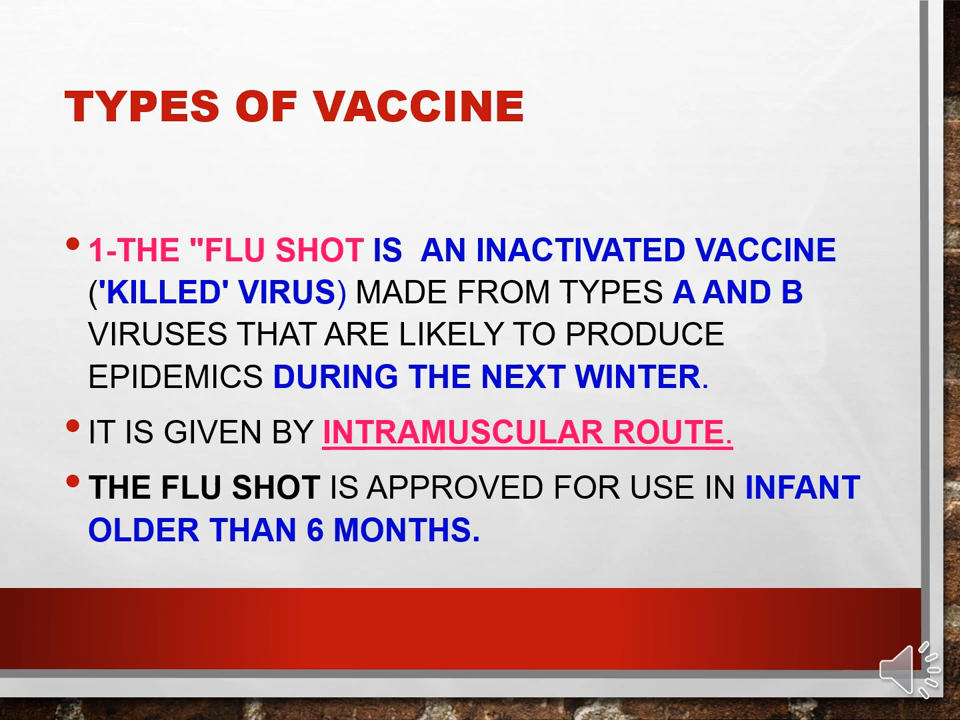 TYPES OF VACCINE
• 1-THE "FLU SHOT IS  AN INACTIVATED VACCINE
('KILLED' VIRUS) MADE FROM TYPES A AND B
VIRUSES THAT ARE LIKELY TO PRODUCE
EPIDEMICS DURING THE NEXT WINTER.
• IT IS GIVEN BY INTRAMUSCULAR ROUTE.
• THE FLU SHOT IS APPROVED FOR USE IN INFANT
OLDER THAN 6 MONTHS.